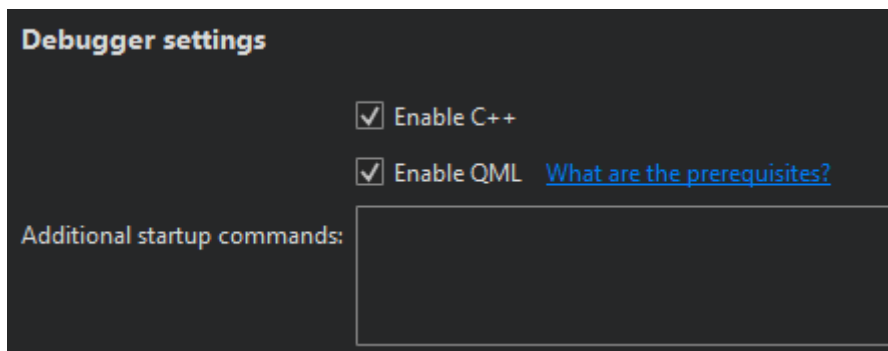 Debugger settings
Enable C++
Enable QML What are the prerequisites?
Additional startup commands: